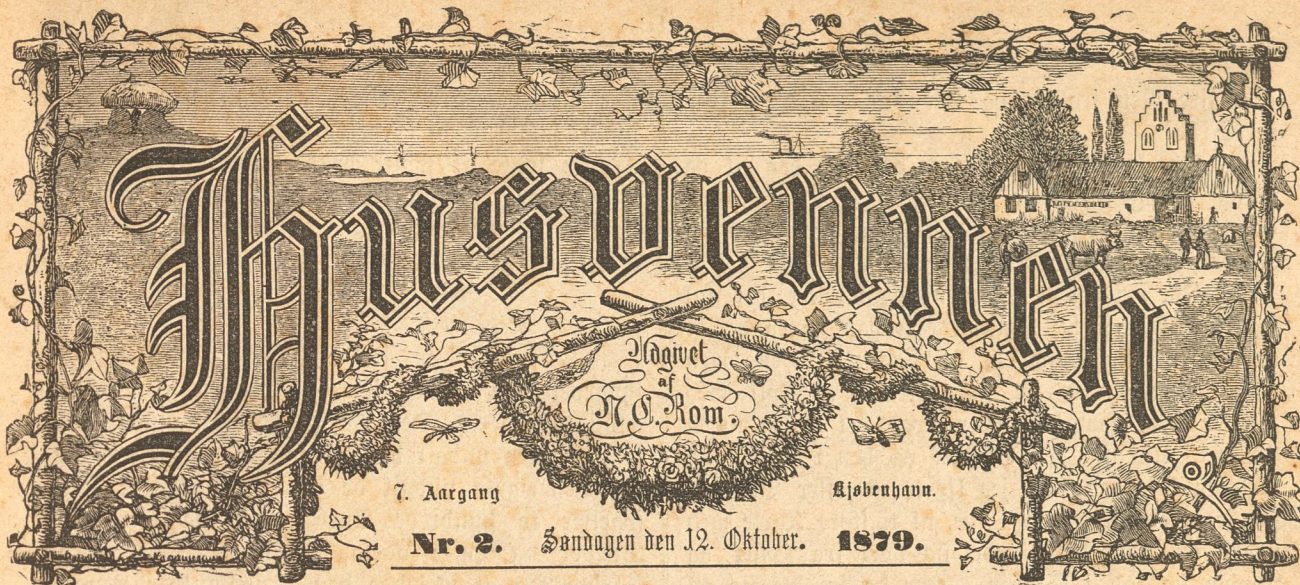 Husvennen
Udgivet
af
N. C. Rom.
7. Aargang
Kjøbenhavn.
Nr. 2. Søndagen den 12. Oktober. 1879.